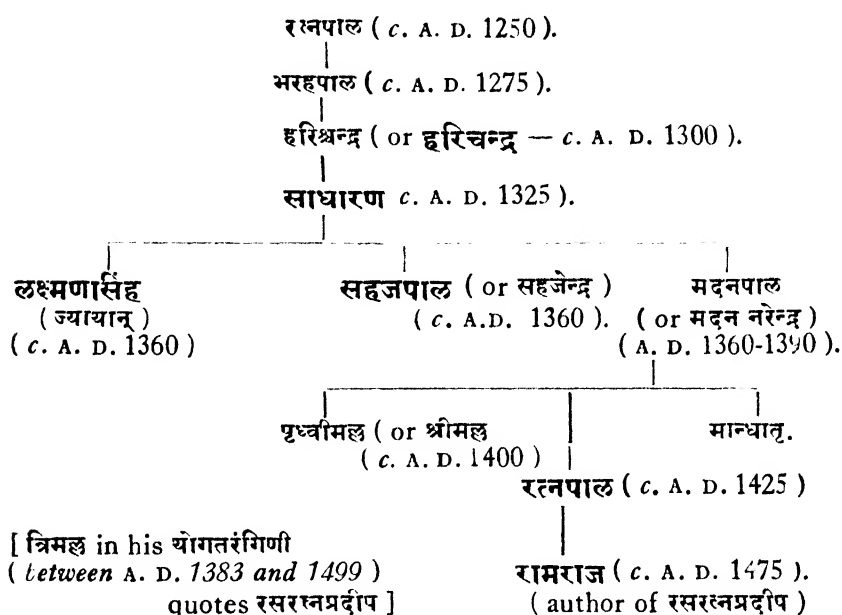 रत्नपाल ( c. A. D. 1250).
भरहपाल ( c. A. D. 1275).
हरिश्चन्द्र ( or हरिचन्द्र — c. A. D. 1300 ).
साधारण c. A. D. 1325).
लक्ष्मणसिंह सहजपाल ( or सहजेन्द्र ) मदनपाल
( ज्यायान् ) ( c. A.D. 1360). ( or मदन नरेन्द्र )
( c. A. D. 1360 ) ( A. D. 1360-1390 ).
पृथ्वीमल्ल ( or श्रीमल्ल मान्धातृ.
( c. A. D. 1400 )
रत्नपाल ( c. A. D. 1425 )
[ त्रिमल्ल in his योगतरंगिणी
( between A. D. 1383 and 1499 ) रामराज ( c. A. D. 1475).
quotes रसरत्नप्रदीप ] ( author of रसरत्नप्रदीप )